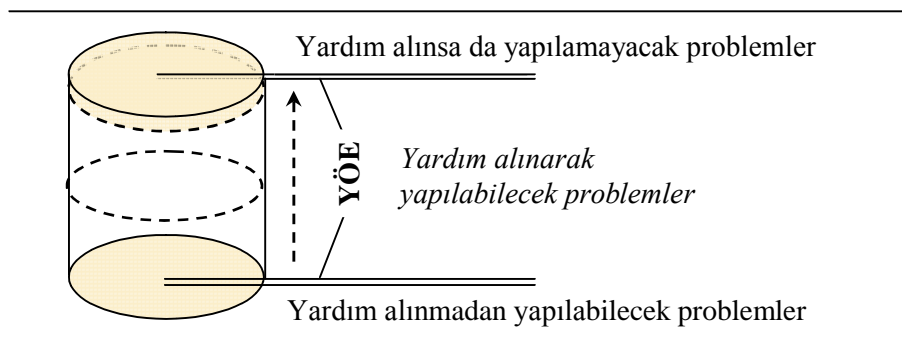 Yardım alınsa da yapılamayacak problemler
YÖE
Yardım alınarak
yapılabilecek problemler
Yardım alınmadan yapılabilecek problemler